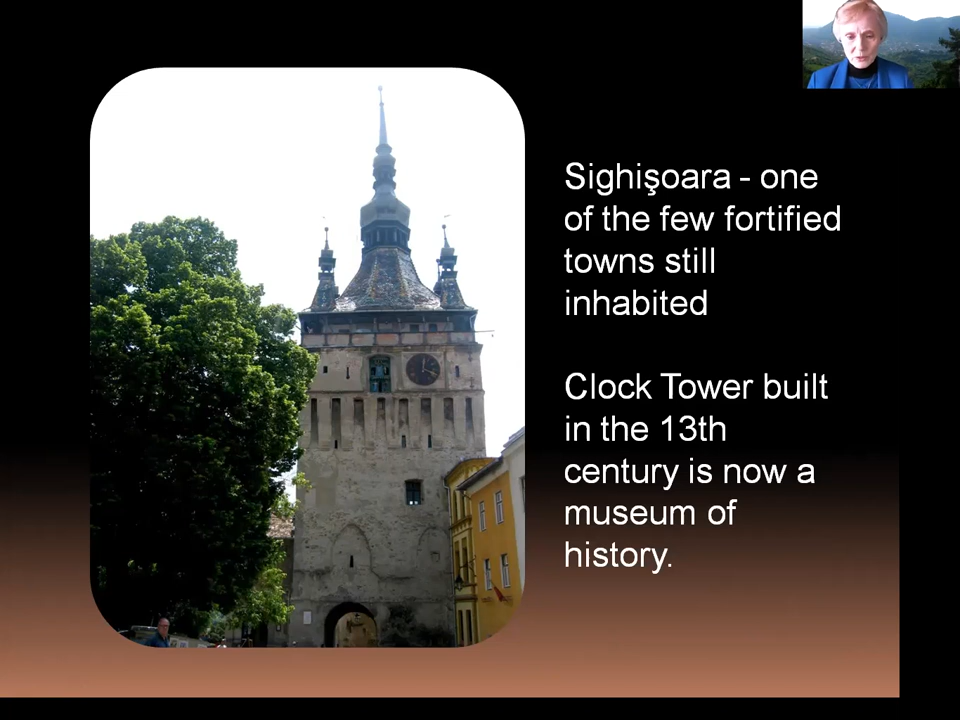 Sighişoara - one
of the few fortified
towns still
inhabited
Clock Tower built
in the 13th
century is now a
museum of
history.